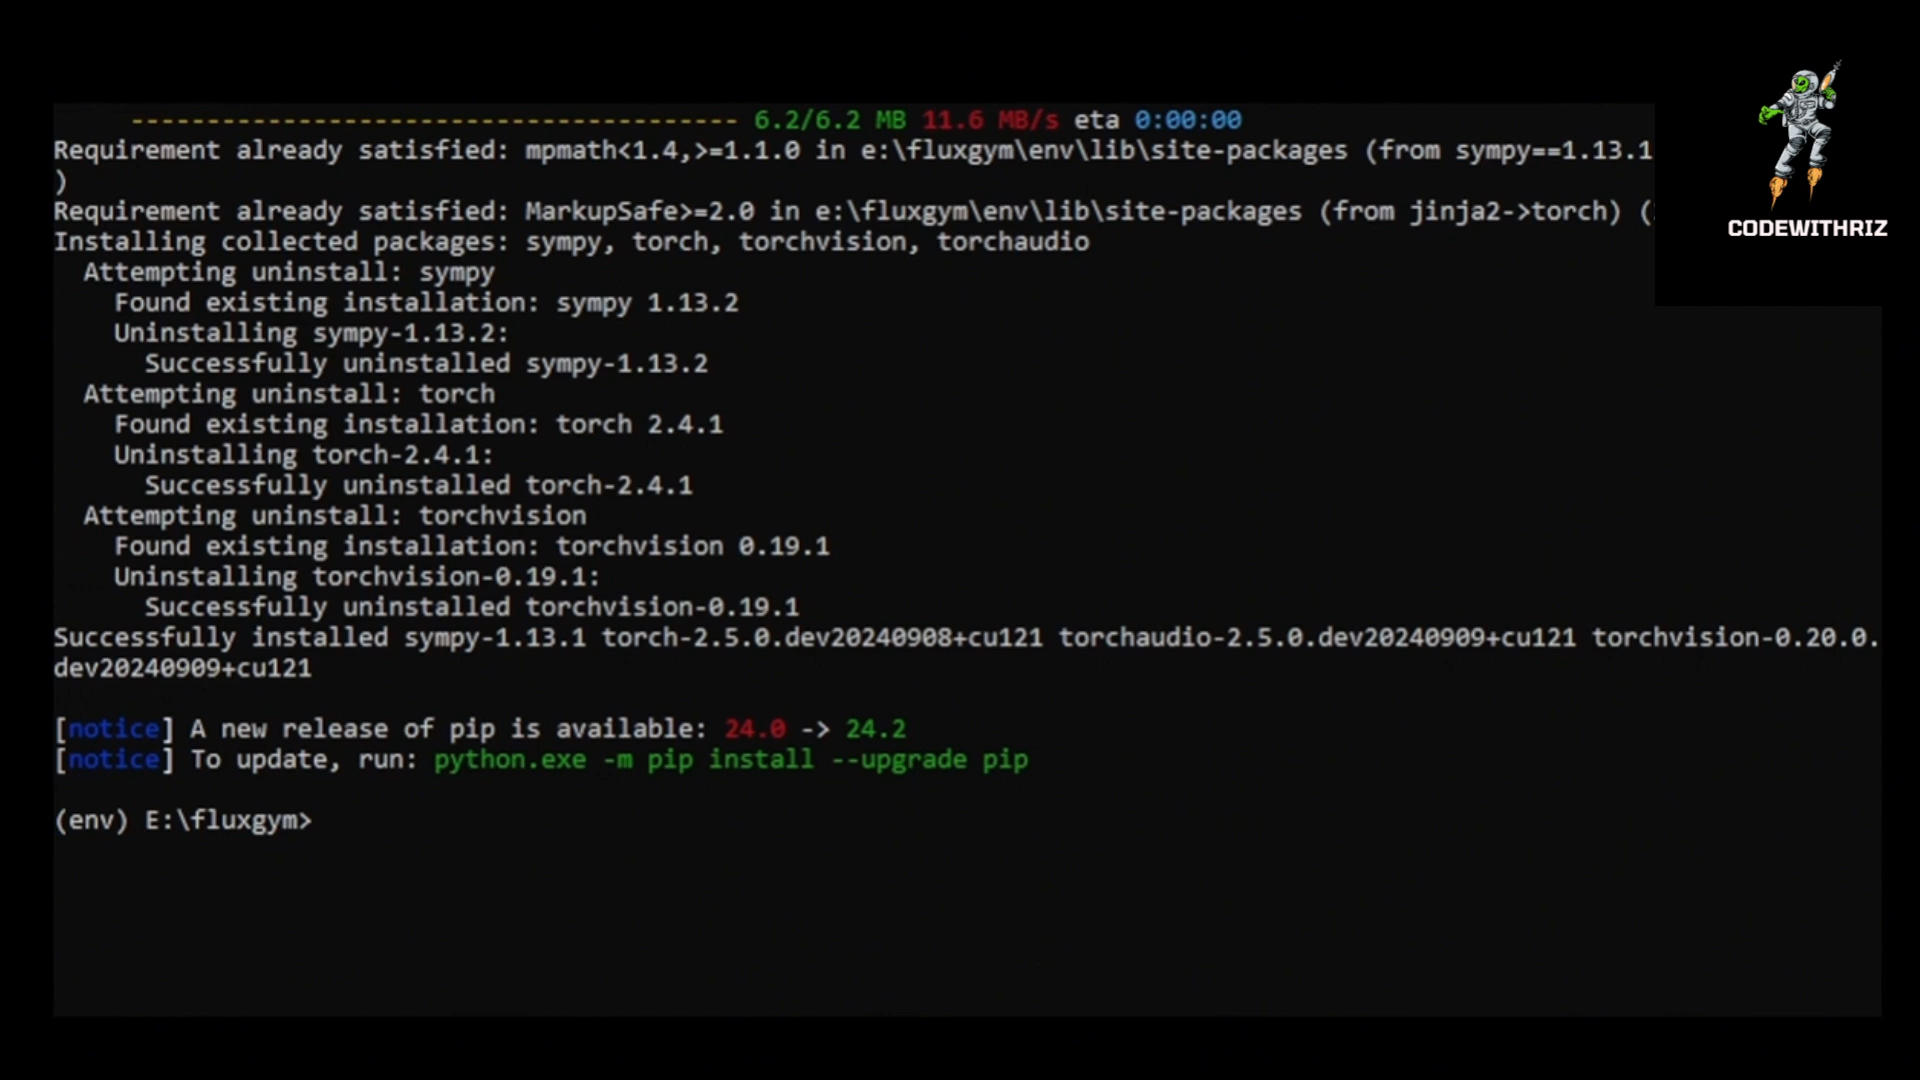 ---------------------------------------- 6.2/6.2 MB 11.6 MB/s eta 0:00:00
Requirement already satisfied: mpmath<1.4,>=1.1.0 in e:\fluxgym\env\lib\site-packages (from sympy==1.13.1
)
Requirement already satisfied: MarkupSafe>=2.0 in e:\fluxgym\env\lib\site-packages (from jinja2->torch) (
Installing collected packages: sympy, torch, torchvision, torchaudio
  Attempting uninstall: sympy
    Found existing installation: sympy 1.13.2
    Uninstalling sympy-1.13.2:
      Successfully uninstalled sympy-1.13.2
  Attempting uninstall: torch
    Found existing installation: torch 2.4.1
    Uninstalling torch-2.4.1:
      Successfully uninstalled torch-2.4.1
  Attempting uninstall: torchvision
    Found existing installation: torchvision 0.19.1
    Uninstalling torchvision-0.19.1:
      Successfully uninstalled torchvision-0.19.1
Successfully installed sympy-1.13.1 torch-2.5.0.dev20240908+cu121 torchaudio-2.5.0.dev20240909+cu121 torchvision-0.20.0.
dev20240909+cu121
[notice] A new release of pip is available: 24.0 -> 24.2
[notice] To update, run: python.exe -m pip install --upgrade pip
(env) E:\fluxgym>
CODEWITHRIZ